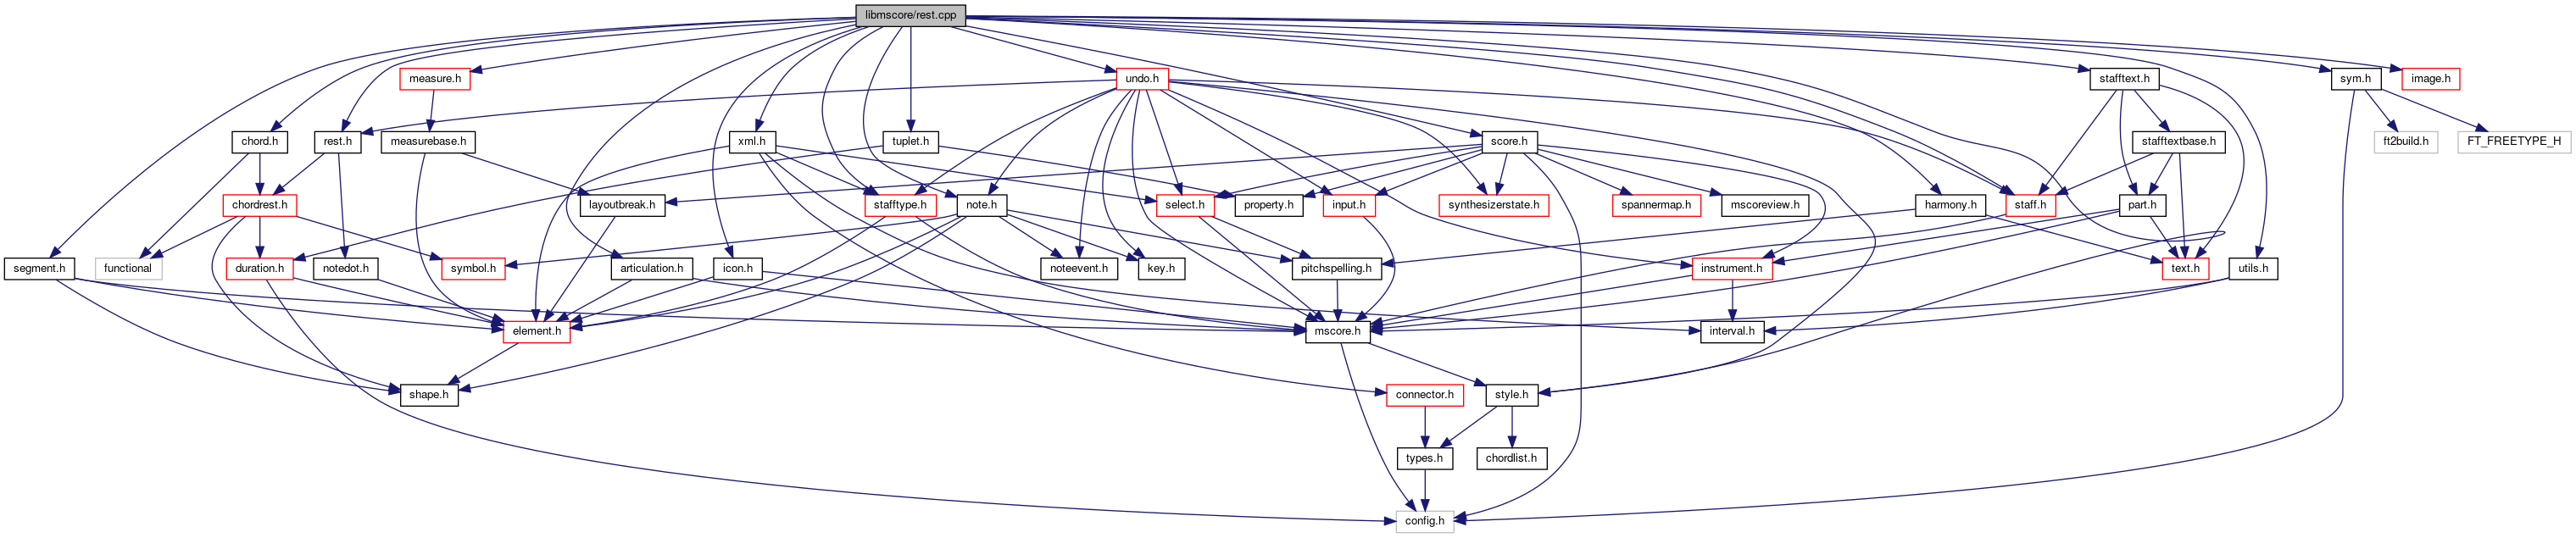 libmscore/rest.cpp
measure.h
undo.h
stafftext.h
sym.h
image.h
chord.h
rest.h
measurebase.h
xml.h
tuplet.h
score.h
stafftextbase.h
ft2build.h
FT_FREETYPE_H
chordrest.h
layoutbreak.h
stafftype.h
note.h
select.h
property.h
input.h
synthesizerstate.h
spannermap.h
mscoreview.h
harmony.h
staff.h
part.h
segment.h
functional
duration.h
notedot.h
symbol.h
articulation.h
icon.h
noteevent.h
key.h
pitchspelling.h
instrument.h
text.h
utils.h
element.h
mscore.h
interval.h
shape.h
connector.h
style.h
types.h
chordlist.h
config.h